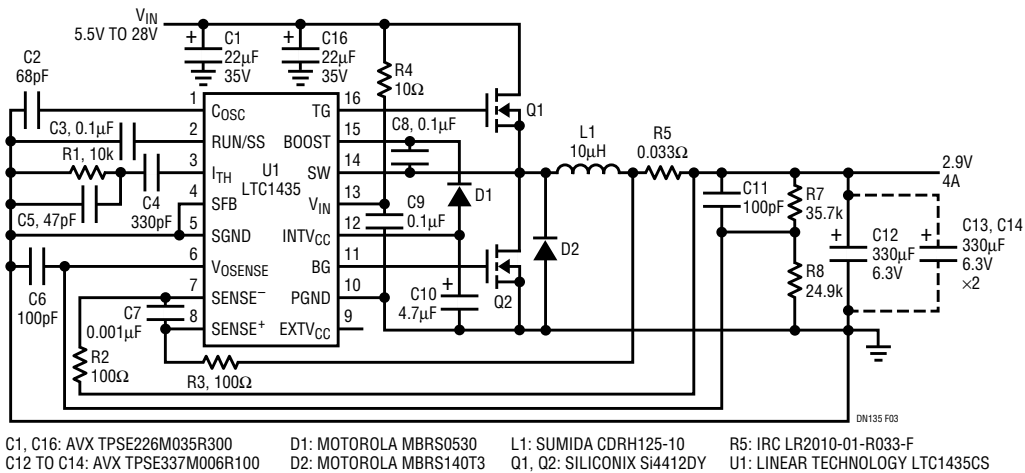 VIN
5.5V TO 28V
C1
22µF
35V
C16
22µF
35V
C2
68pF
R4
10Ω
1
COSC
TG
16
Q1
C3, 0.1µF
2
RUN/SS
BOOST
15
C8, 0.1µF
L1
10µH
R5
0.033Ω
R1, 10k
3
ITH
SW
14
2.9V
4A
U1
LTC1435
C4
330pF
C5, 47pF
4
SFB
VIN
13
D1
C9
0.1µF
C11
100pF
R7
35.7k
5
SGND
INTVCC
12
D2
C12
330µF
6.3V
C13, C14
330µF
6.3V
×2
6
VOSENSE
BG
11
Q2
R8
24.9k
C6
100pF
7
SENSE−
PGND
10
C10
4.7µF
C7
0.001µF
8
SENSE+
EXTVCC
9
R2
100Ω
R3, 100Ω
+
+
+
+
+
DN135 F03
C1, C16: AVX TPSE226M035R300
C12 TO C14: AVX TPSE337M006R100
D1: MOTOROLA MBRS0530
D2: MOTOROLA MBRS140T3
L1: SUMIDA CDRH125-10
Q1, Q2: SILICONIX Si4412DY
R5: IRC LR2010-01-R033-F
U1: LINEAR TECHNOLOGY LTC1435CS